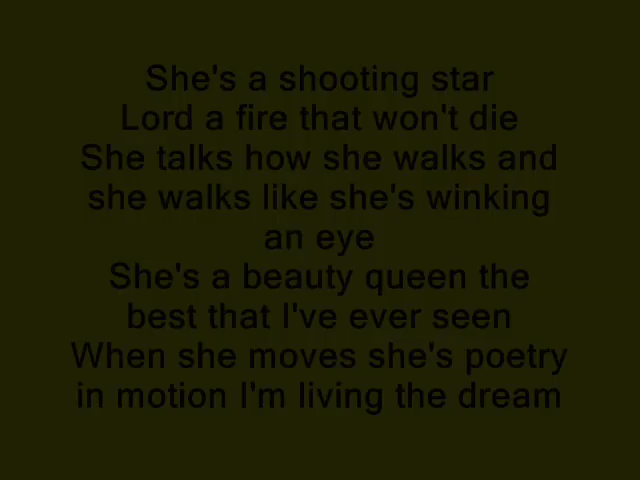 She's a shooting star
Lord a fire that won't die
She talks how she walks and
she walks like she's winking
an eye
She's a beauty queen the
best that I've ever seen
When she moves she's poetry
in motion I'm living the dream